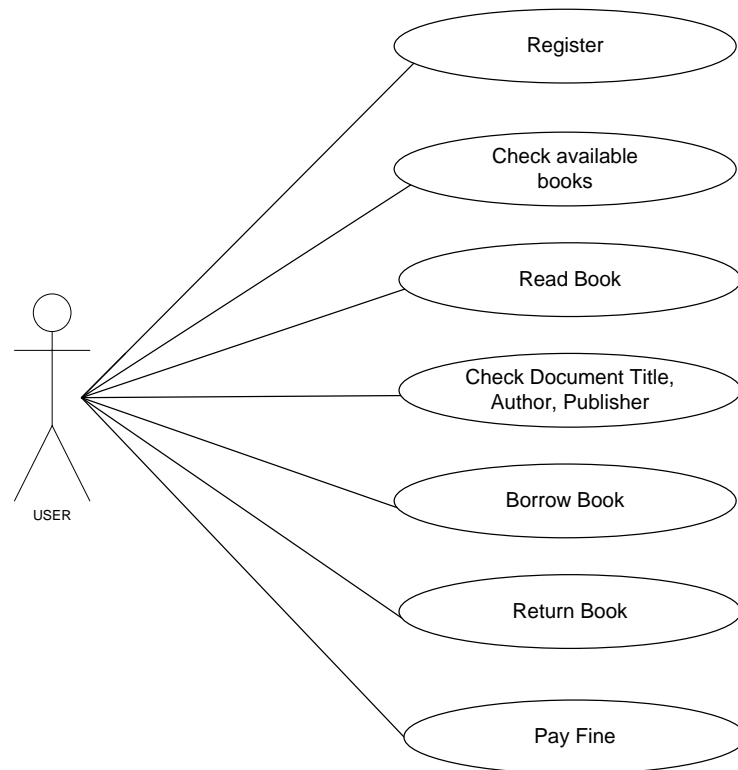 Register
Check available
books
Read Book
Check Document Title,
Author, Publisher
Borrow Book
USER
Return Book
Pay Fine